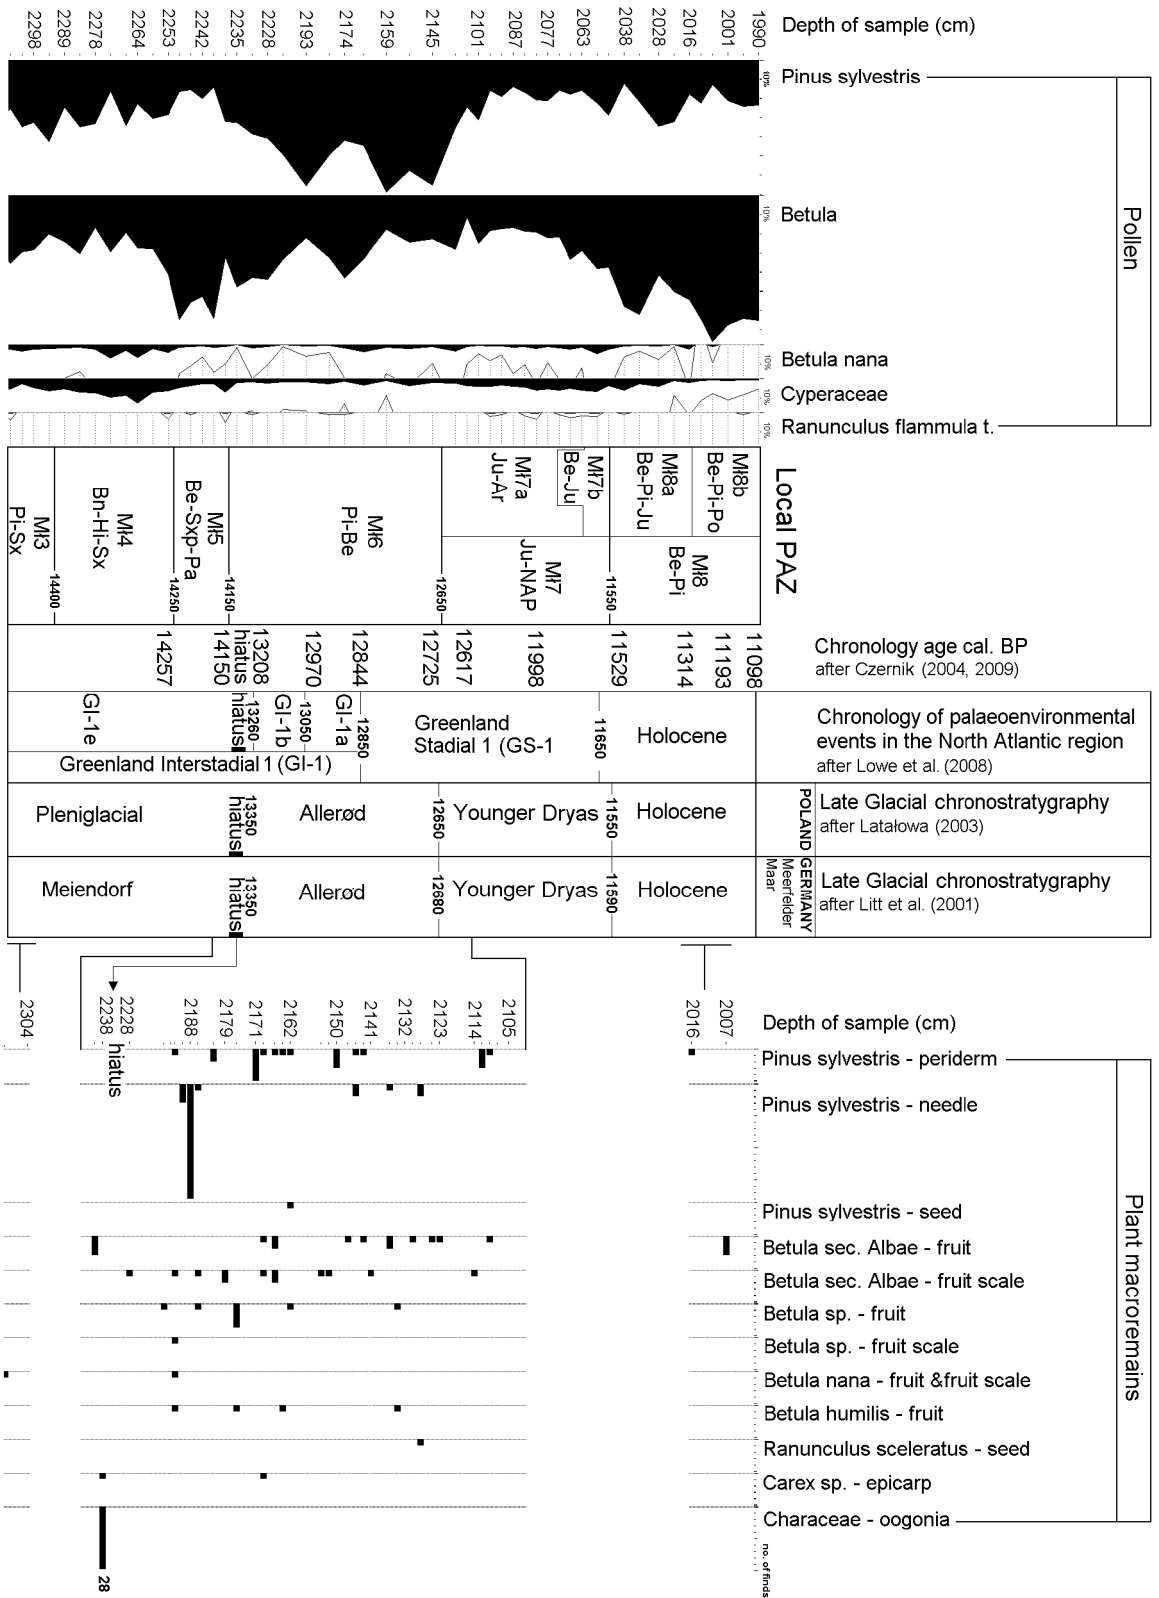 Depth of sample (cm)
2298
2289
2278
2264
2253
2242
2235
2228
2193
2174
2159
2145
2101
2087
2077
2063
2038
2028
2016
2001
1990
Pinus sylvestris
10%
Betula
10%
Betula nana
10%
Cyperaceae
10%
Ranunculus flammula t.
10%
Pollen
Local PAZ
Mł3
Pi-Sx
14400
Mł4
Bn-Hi-Sx
14250
Mł5
Be-Sxp-Pa
14150
Mł6
Pi-Be
12650
Mł7a
Ju-Ar
Mł7b
Be-Ju
Mł7
Ju-NAP
11550
Mł8a
Be-Pi-Ju
Mł8b
Be-Pi-Po
Mł8
Be-Pi
Chronology age cal. BP
after Czernik (2004, 2009)
14257
14150
hiatus
13208
12970
12844
12725
12617
11998
11529
11314
11193
11098
Chronology of palaeoenvironmental
events in the North Atlantic region
after Lowe et al. (2008)
GI-1e
hiatus
13260
GI-1b
13050
GI-1a
12850
Greenland
Stadial 1 (GS-1
11650
Holocene
Greenland Interstadial 1 (GI-1)
Late Glacial chronostratygraphy
after Latałowa (2003)
POLAND
Pleniglacial
hiatus
13350
Allerød
12650
Younger Dryas
11550
Holocene
Late Glacial chronostratygraphy
after Litt et al. (2001)
GERMANY
Meerfelder
Maar
Meiendorf
hiatus
13350
Allerød
12680
Younger Dryas
11590
Holocene
Depth of sample (cm)
2304
2238
2228
hiatus
2188
2179
2171
2162
2150
2141
2132
2123
2114
2105
2016
2007
Pinus sylvestris - periderm
Pinus sylvestris - needle
Pinus sylvestris - seed
Betula sec. Albae - fruit
Betula sec. Albae - fruit scale
Betula sp. - fruit
Betula sp. - fruit scale
Betula nana - fruit &fruit scale
Betula humilis - fruit
Ranunculus sceleratus - seed
Carex sp. - epicarp
Characeae - oogonia
Plant macroremains
28
no. of finds